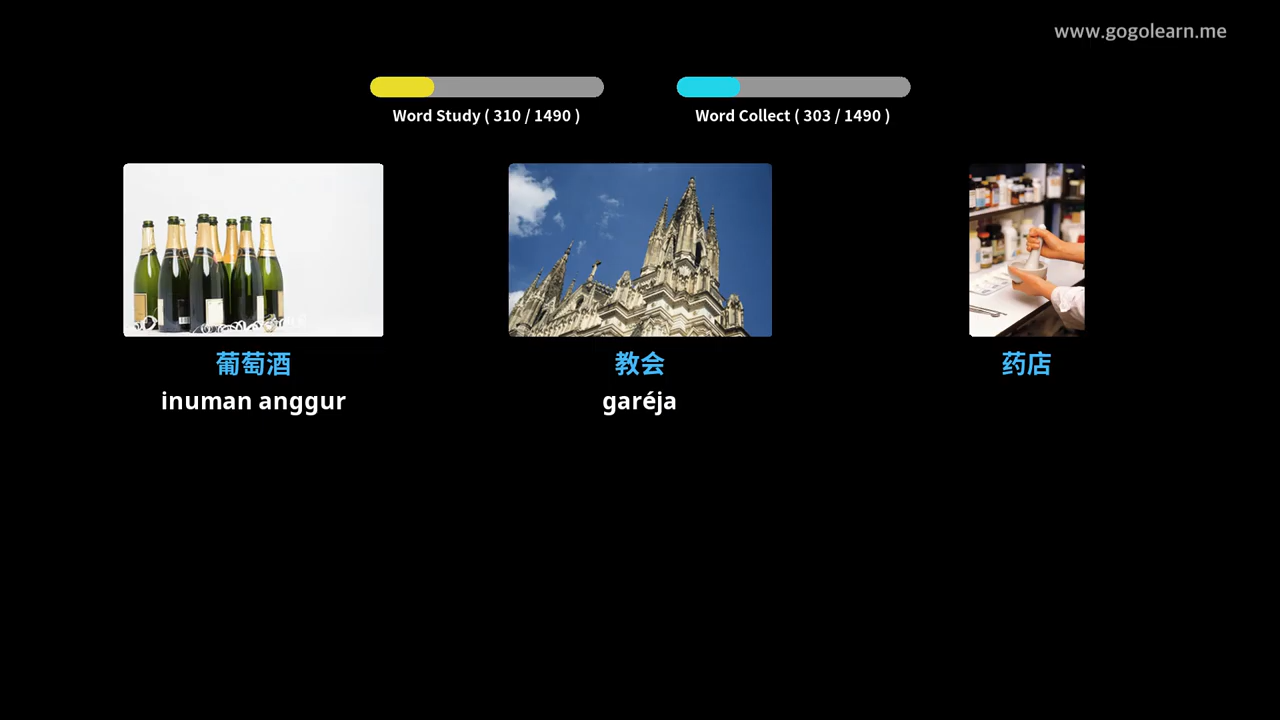 www.gogolearn.me
Word Study ( 310 / 1490 )
Word Collect ( 303 / 1490 )
葡萄酒
inuman anggur
教会
garéja
药店